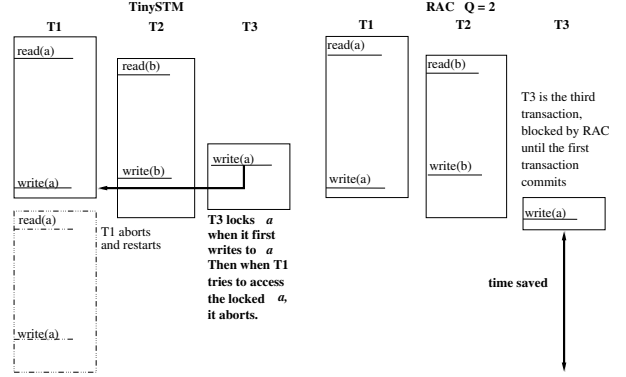 TinySTM
T1 T2 T3
read(a)
read(b)
write(a)
write(b)
write(a)
read(a)
T1 aborts
and restarts
write(a)
T3 locks a
when it first
writes to a
Then when T1
tries to access
the locked a,
it aborts.
RAC Q = 2
T1 T2 T3
read(a)
read(b)
T3 is the third
transaction,
blocked by RAC
until the first
transaction
commits
write(b)
write(a)
write(a)
time saved